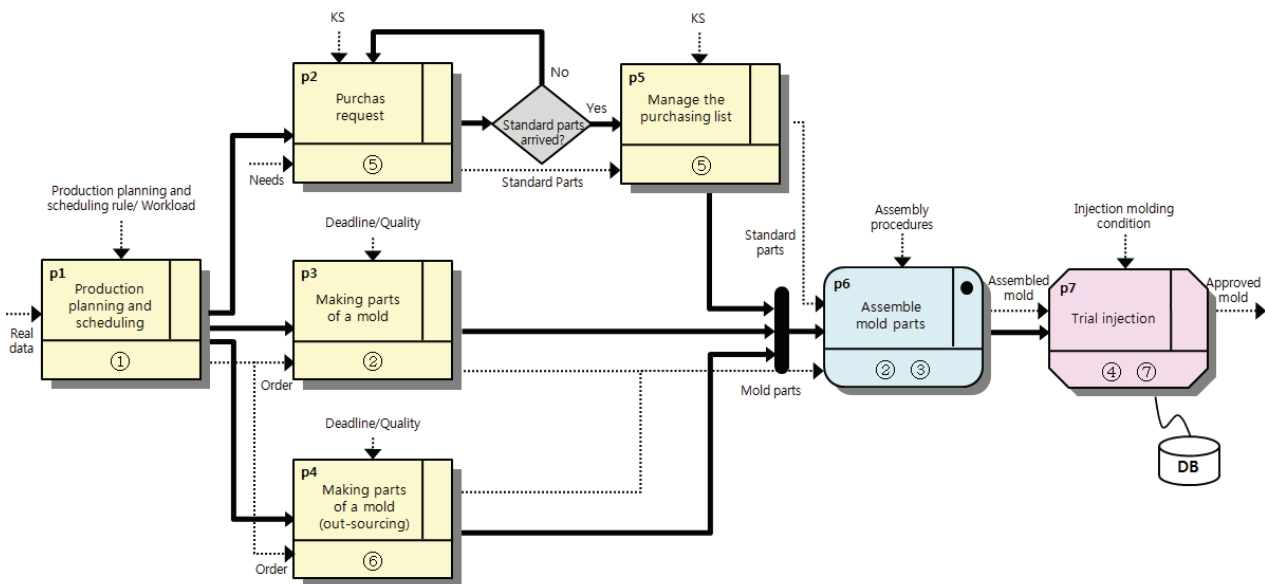 KS
KS
No
p2
Purchas
request
⑤
Standard parts
arrived?
Yes
p5
Manage the
purchasing list
⑤
Needs
Standard Parts
Production planning and
scheduling rule/ Workload
Deadline/Quality
Standard
parts
Assembly
procedures
Injection molding
condition
p1
Production
planning and
scheduling
①
Real
data
p3
Making parts
of a mold
②
Order
p6
Assemble
mold parts
② ③
Assembled
mold
p7
Trial injection
④ ⑦
Approved
mold
Mold parts
Deadline/Quality
p4
Making parts
of a mold
(out-sourcing)
⑥
Order
DB